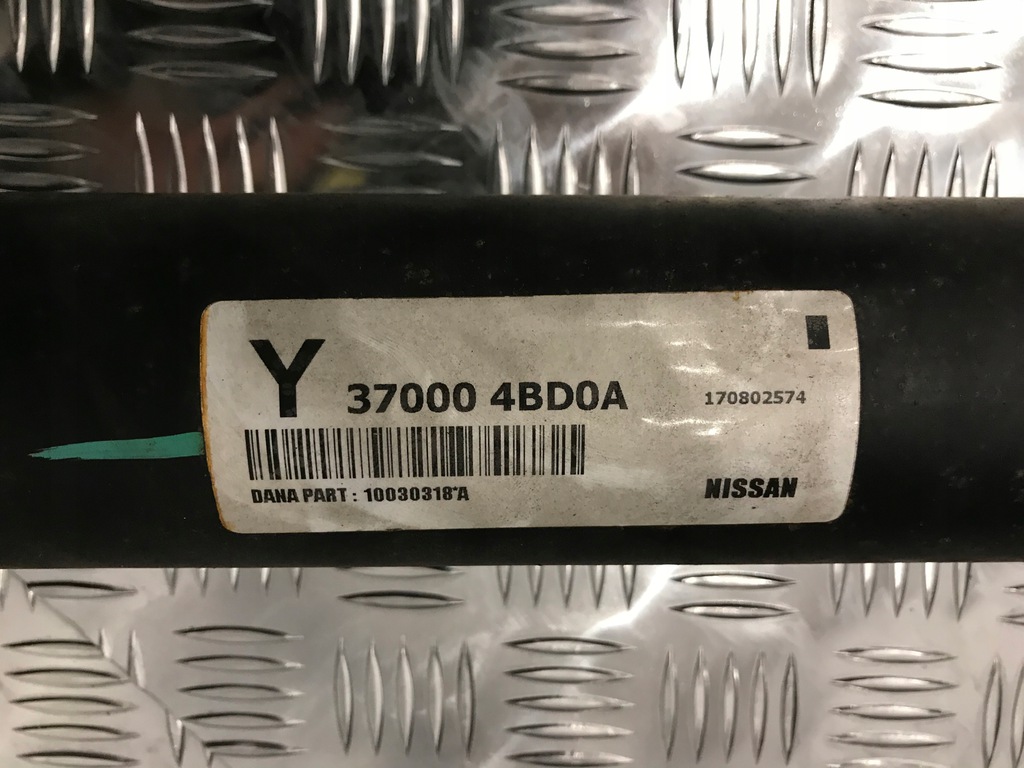 Y 37000 4BD0A 170802574
DANA PART : 10030318*A
NISSAN